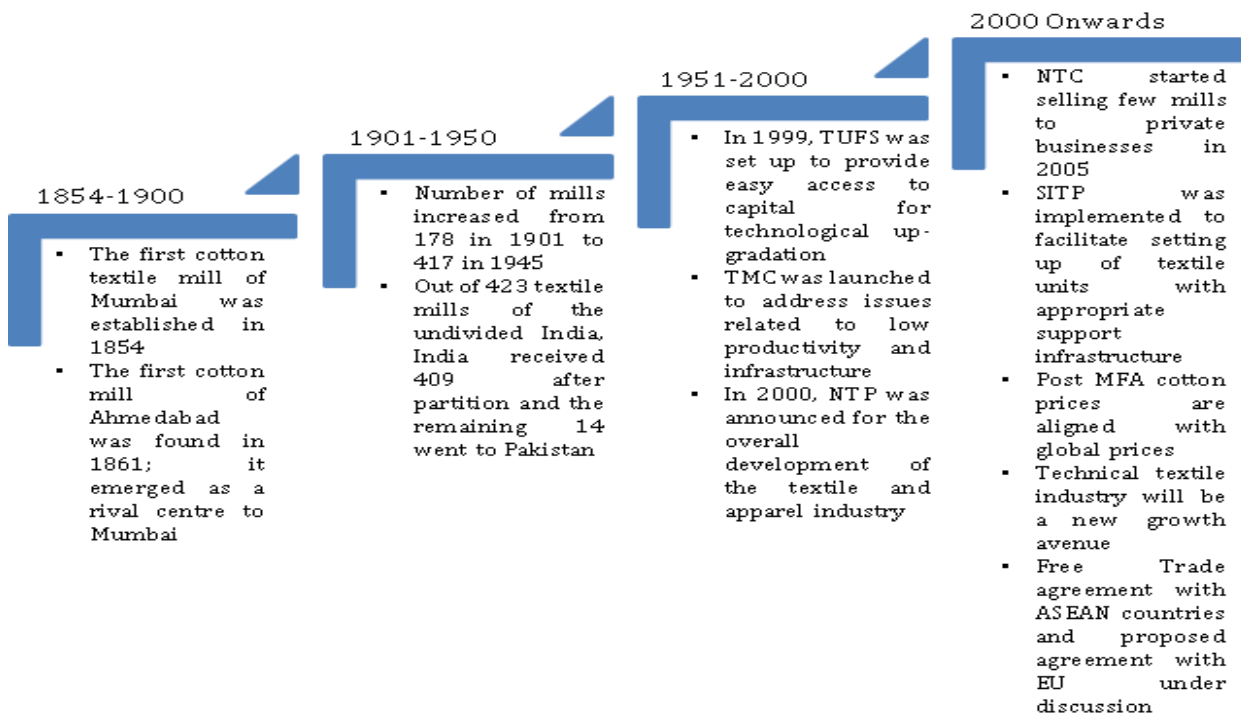 1854-1900
▪ The first cotton
textile mill of
Mumbai was
established in
1854
▪ The first cotton
mill of
Ahmedabad
was found in
1861; it
emerged as a
rival centre to
Mumbai
1901-1950
▪ Number of mills
increased from
178 in 1901 to
417 in 1945
▪ Out of 423 textile
mills of the
undivided India,
India received
409 after
partition and the
remaining 14
went to Pakistan
1951-2000
▪ In 1999, TUFS was
set up to provide
easy access to
capital for
technological up-
gradation
▪ TMC was launched
to address issues
related to low
productivity and
infrastructure
▪ In 2000, NTP was
announced for the
overall
development of
the textile and
apparel industry
2000 Onwards
▪ NTC started
selling few mills
to private
businesses in
2005
▪ SITP was
implemented to
facilitate setting
up of textile
units with
appropriate
support
infrastructure
▪ Post MFA cotton
prices are
aligned with
global prices
▪ Technical textile
industry will be
a new growth
avenue
▪ Free Trade
agreement with
ASEAN countries
and proposed
agreement with
EU under
discussion